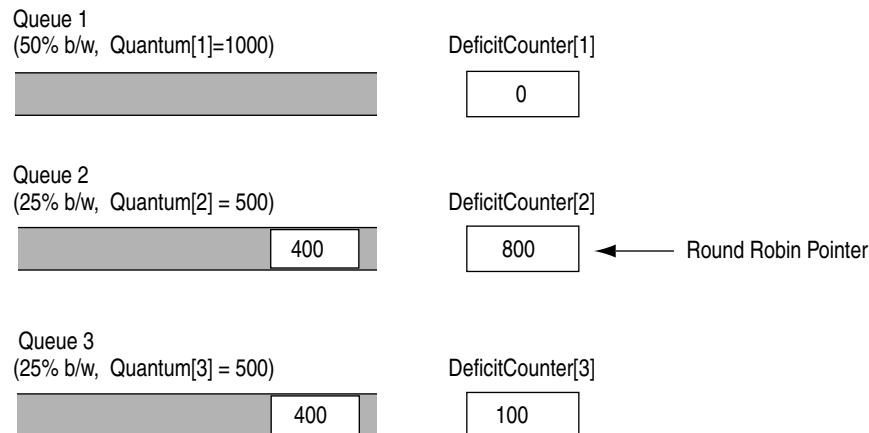 Queue 1
(50% b/w, Quantum[1]=1000)
DeficitCounter[1]
0
Queue 2
(25% b/w, Quantum[2] = 500)
DeficitCounter[2]
400
800
Round Robin Pointer
Queue 3
(25% b/w, Quantum[3] = 500)
DeficitCounter[3]
400
100